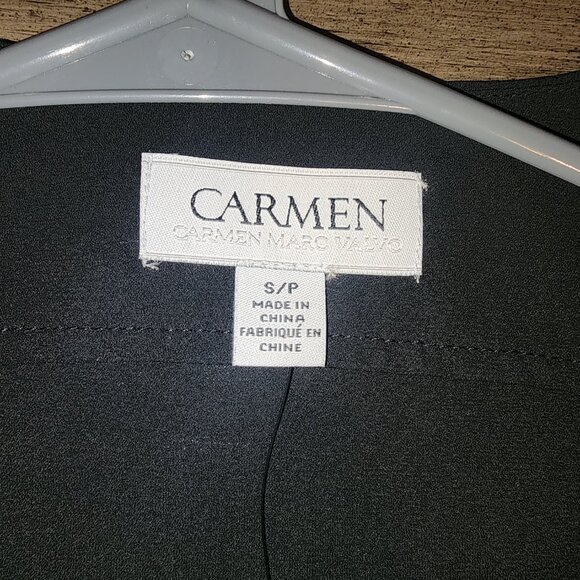 CARMEN
CARMEN MARC VALVO
S/P
MADE IN
CHINA
FABRIQUÉ EN
CHINE